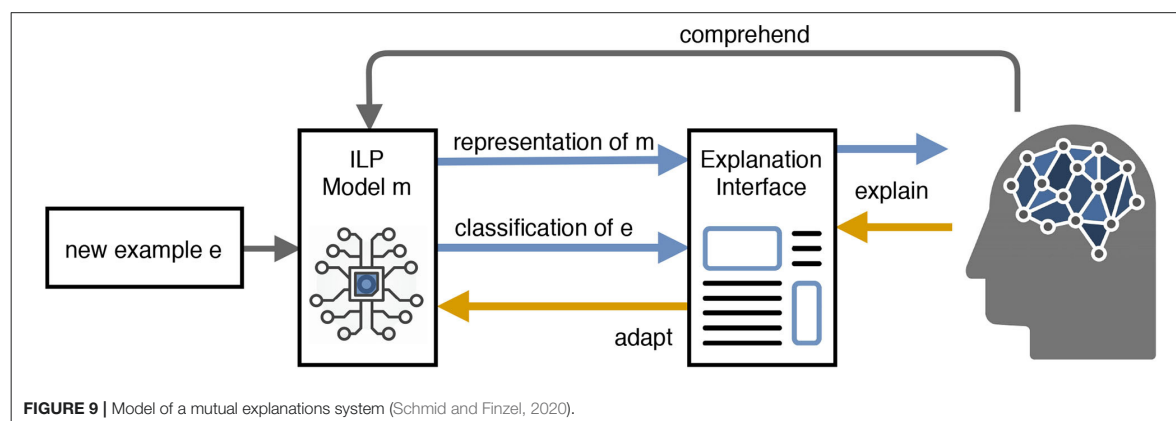 comprehend
ILP
Model m
representation of m
Explanation
Interface
explain
new example e
classification of e
adapt
FIGURE 9 | Model of a mutual explanations system (Schmid and Finzel, 2020).